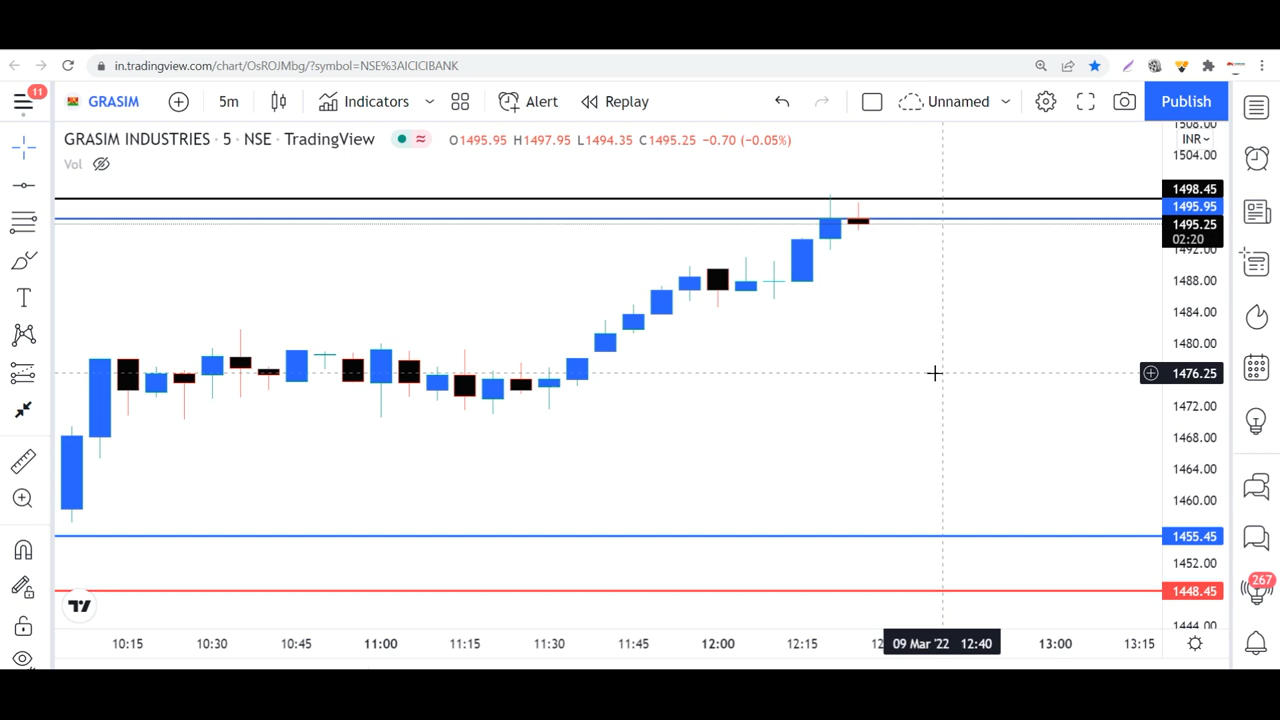 in.tradingview.com/chart/OsROJMbg/?symbol=NSE%3AICICIBANK
11
GRASIM
5m
Indicators
Alert
Replay
Unnamed
Publish
GRASIM INDUSTRIES · 5 · NSE · TradingView
O1495.95 H1497.95 L1494.35 C1495.25 −0.70 (−0.05%)
Vol
1508.00
INR
1504.00
1498.45
1495.95
1495.25
02:20
1492.00
1488.00
1484.00
1480.00
1476.25
1472.00
1468.00
1464.00
1460.00
1455.45
1452.00
1448.45
1444.00
267
10:15 10:30 10:45 11:00 11:15 11:30 11:45 12:00 12:15 09 Mar '22 12:40 13:00 13:15